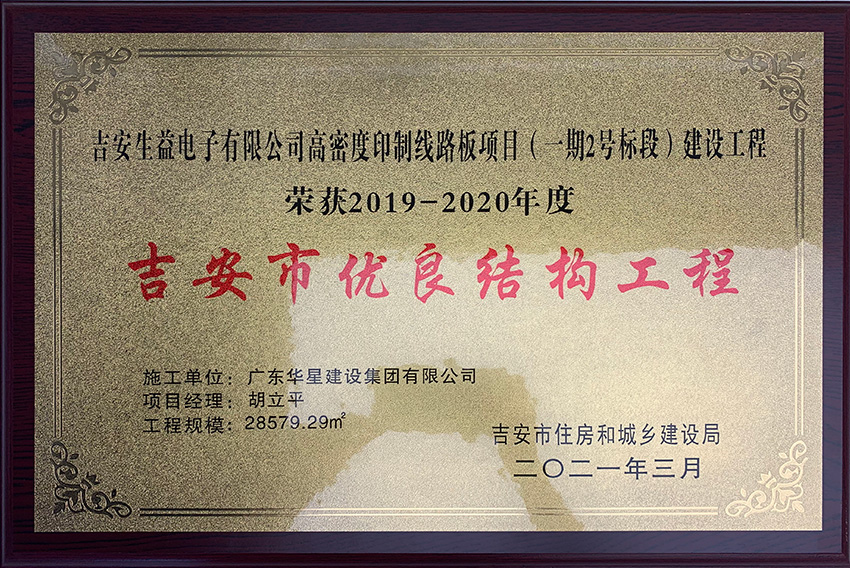 吉安生益电子有限公司高密度印制线路板项目（一期2号标段）建设工程
荣获2019-2020年度
吉安市优良结构工程
施工单位：广东华星建设集团有限公司
项目经理：胡立平
工程规模：28579.29㎡
吉安市住房和城乡建设局
二〇二一年三月